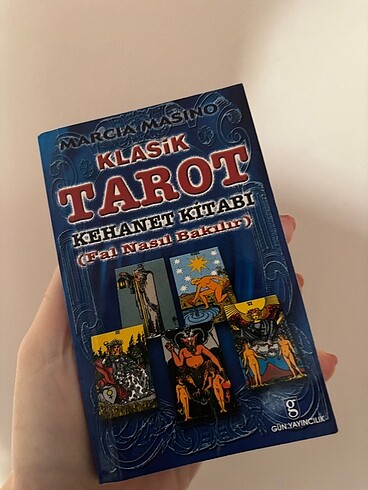 MARCIA MASINO
KLASİK
TAROT
KEHANET KİTABI
(Fal Nasıl Bakılır)
g
GÜN YAYINCILIK